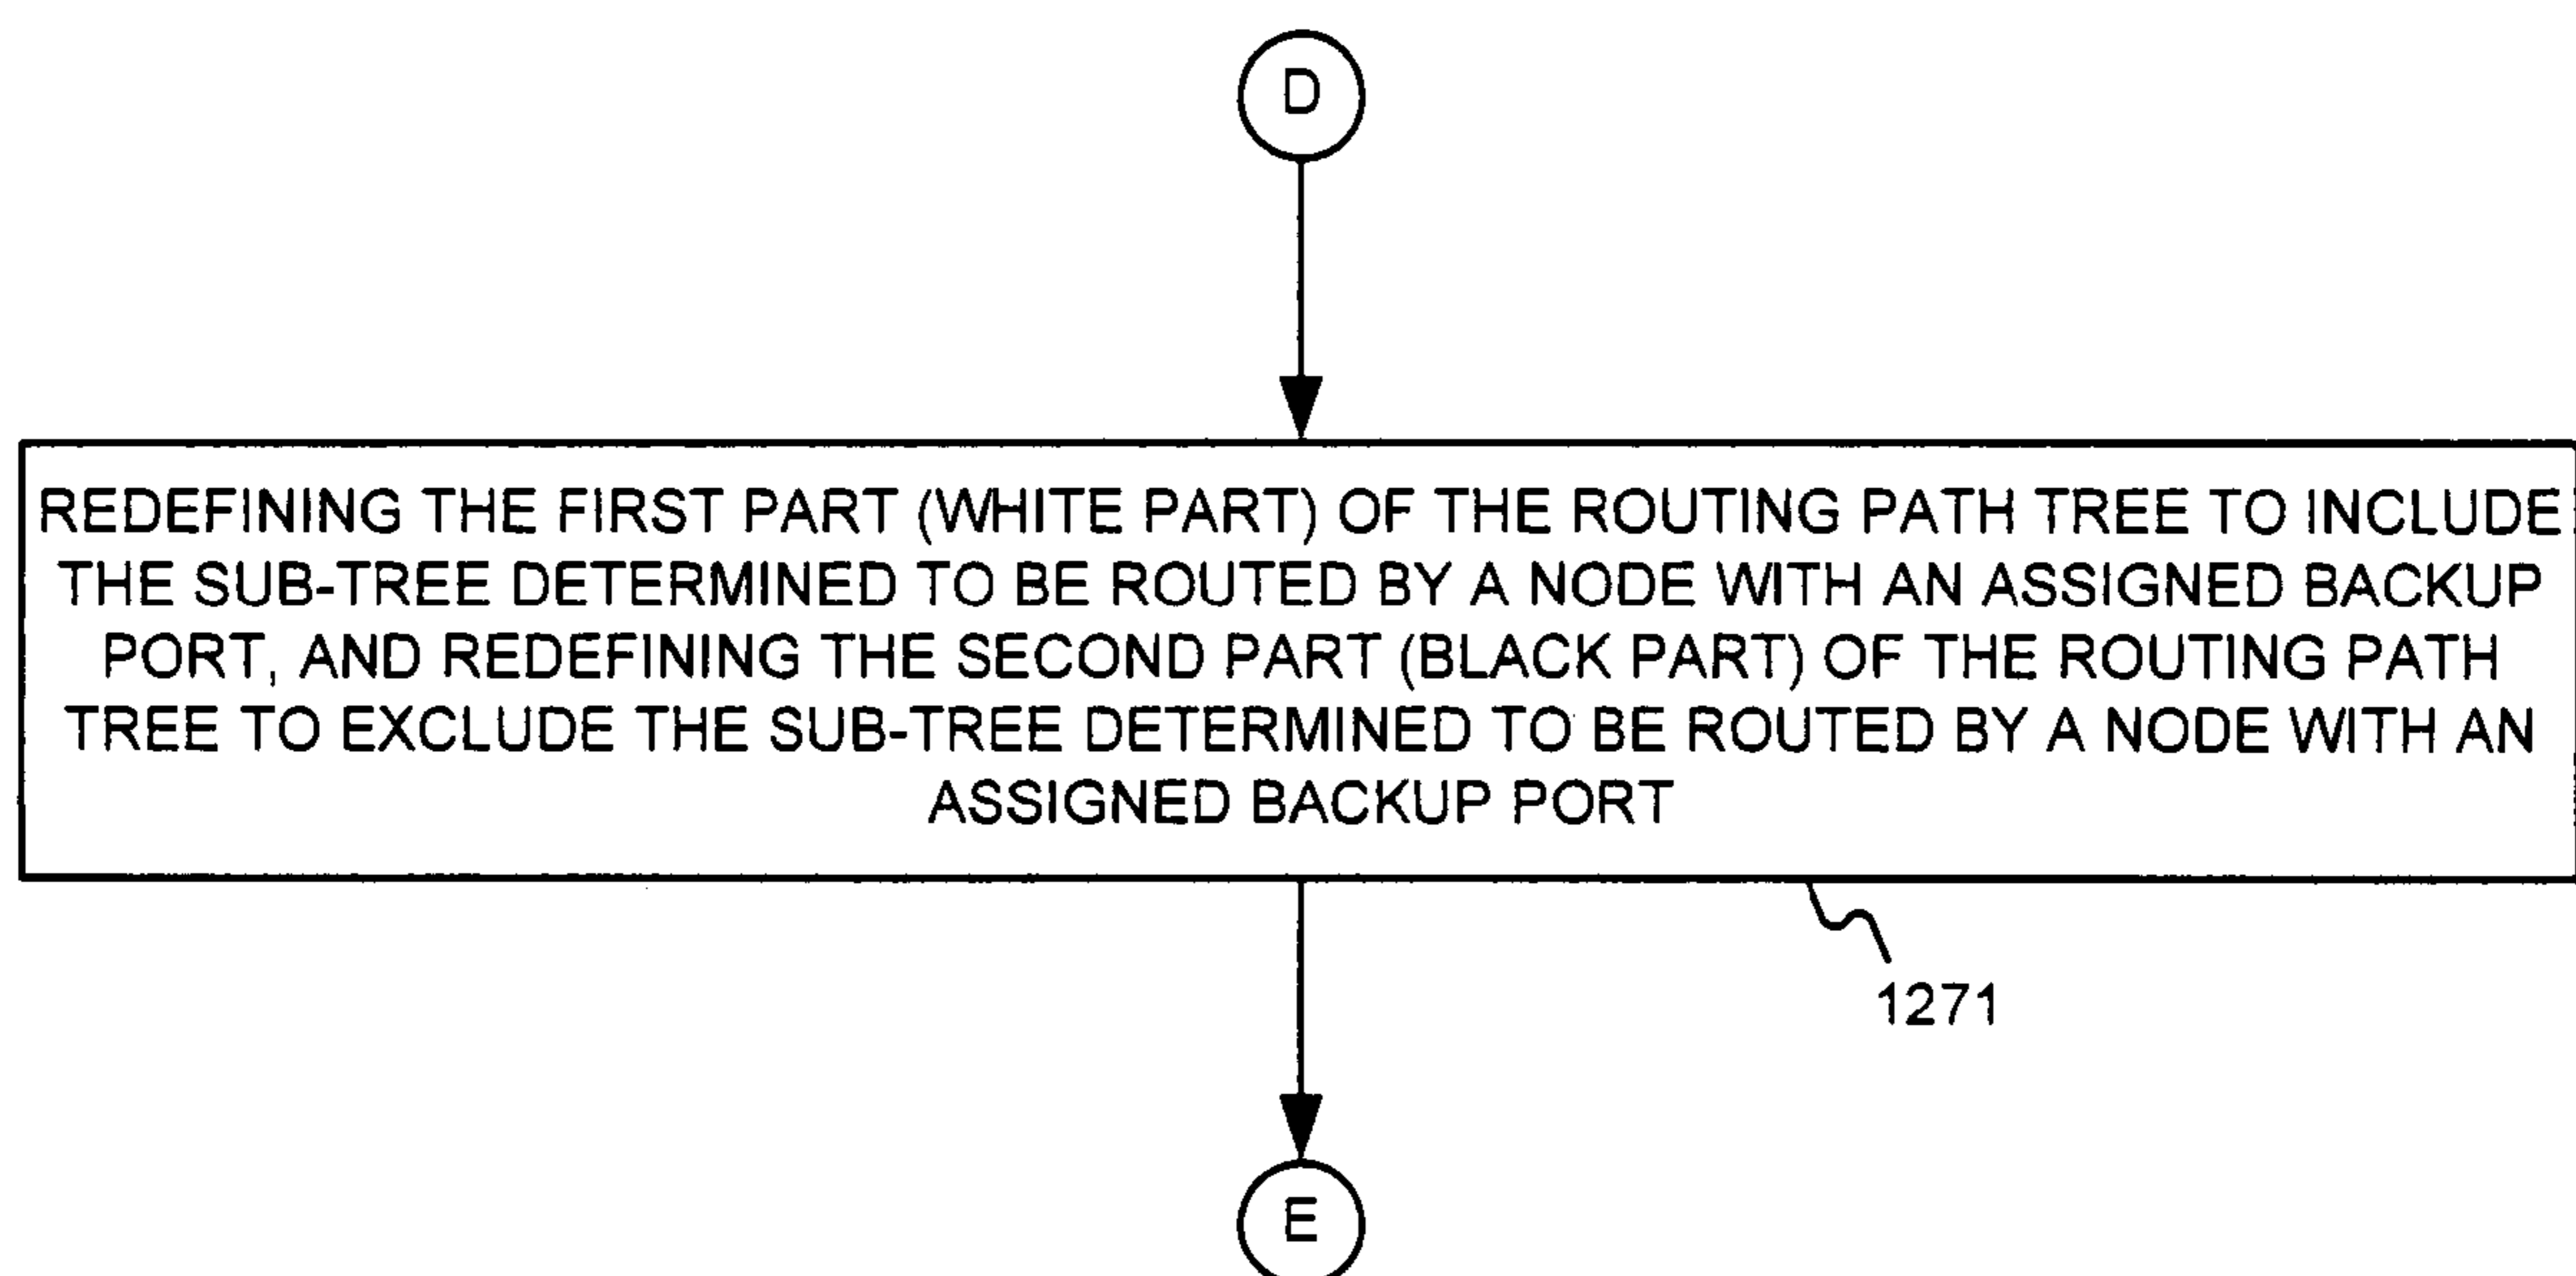 D
REDEFINING THE FIRST PART (WHITE PART) OF THE ROUTING PATH TREE TO INCLUDE
THE SUB-TREE DETERMINED TO BE ROUTED BY A NODE WITH AN ASSIGNED BACKUP
PORT, AND REDEFINING THE SECOND PART (BLACK PART) OF THE ROUTING PATH
TREE TO EXCLUDE THE SUB-TREE DETERMINED TO BE ROUTED BY A NODE WITH AN
ASSIGNED BACKUP PORT
1271
E